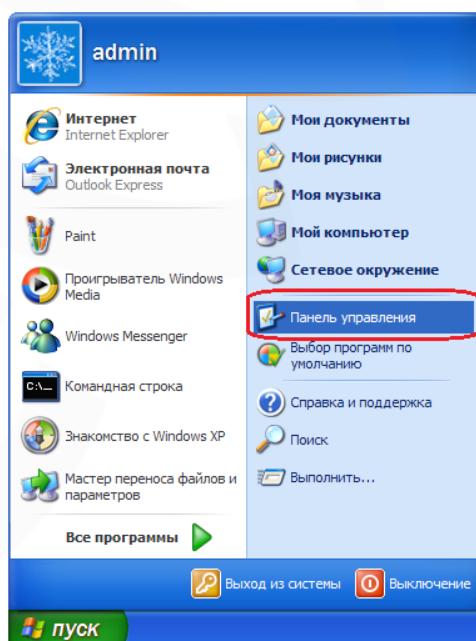 admin
Интернет
Internet Explorer
Электронная почта
Outlook Express
Paint
Проигрыватель Windows
Media
Windows Messenger
C:\_
Командная строка
Знакомство с Windows XP
Мастер переноса файлов и
параметров
Все программы
Мои документы
Мои рисунки
Моя музыка
Мой компьютер
Сетевое окружение
Панель управления
Выбор программ по
умолчанию
Справка и поддержка
Поиск
Выполнить...
Выход из системы
Выключение
пуск